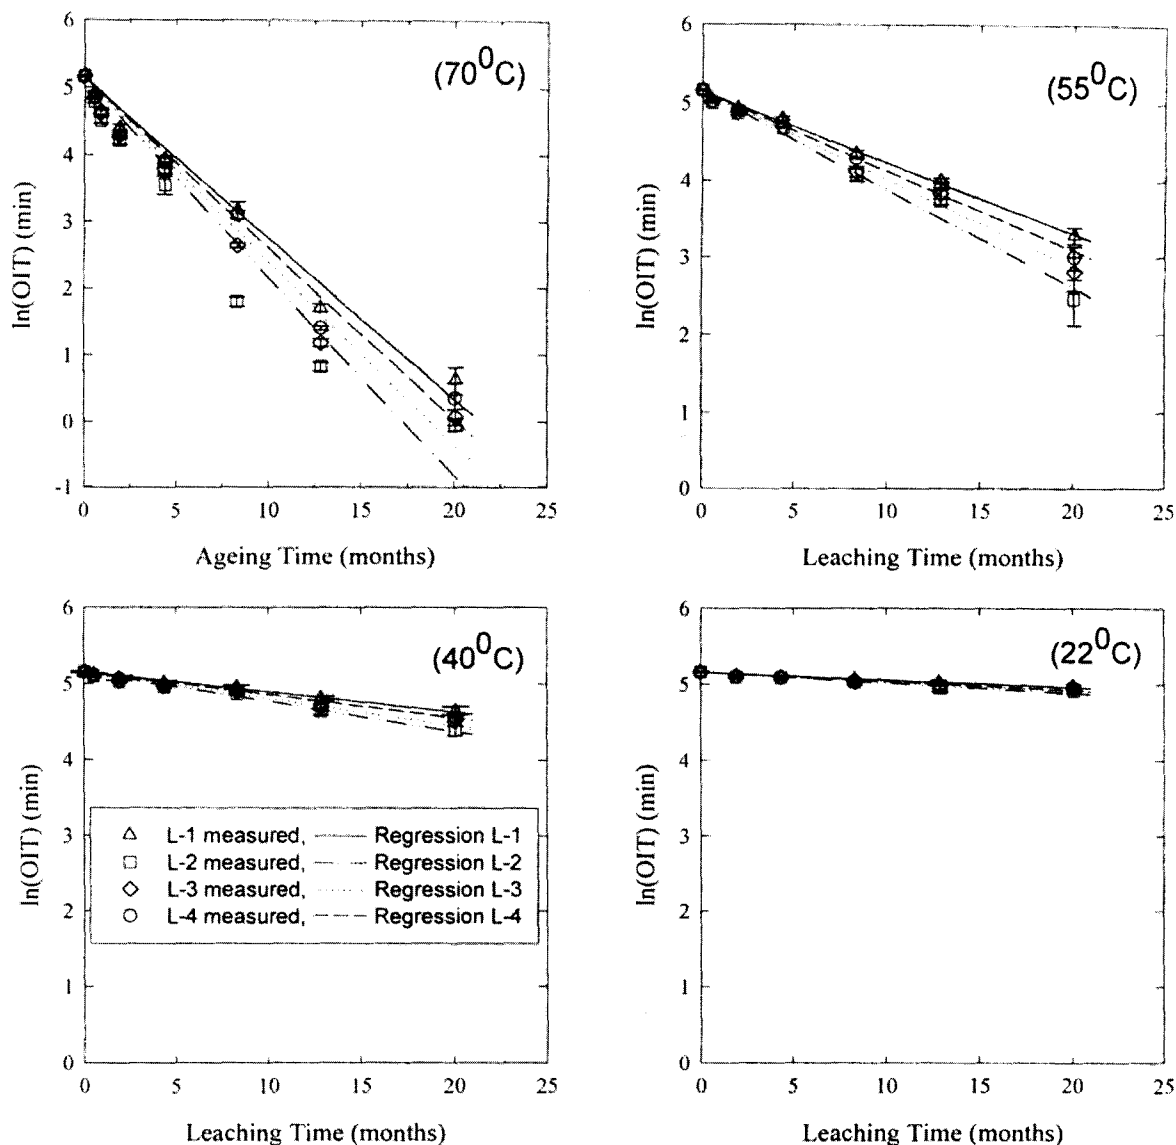 6
5
4
3
2
1
0
-1
ln(OIT) (min)
(70⁰C)
0 5 10 15 20 25
Ageing Time (months)
6
5
4
3
2
1
0
ln(OIT) (min)
(55⁰C)
0 5 10 15 20 25
Leaching Time (months)
6
5
4
3
2
1
0
ln(OIT) (min)
(40⁰C)
L-1 measured, Regression L-1
L-2 measured, Regression L-2
L-3 measured, Regression L-3
L-4 measured, Regression L-4
0 5 10 15 20 25
Leaching Time (months)
6
5
4
3
2
1
0
ln(OIT) (min)
(22⁰C)
0 5 10 15 20 25
Leaching Time (months)